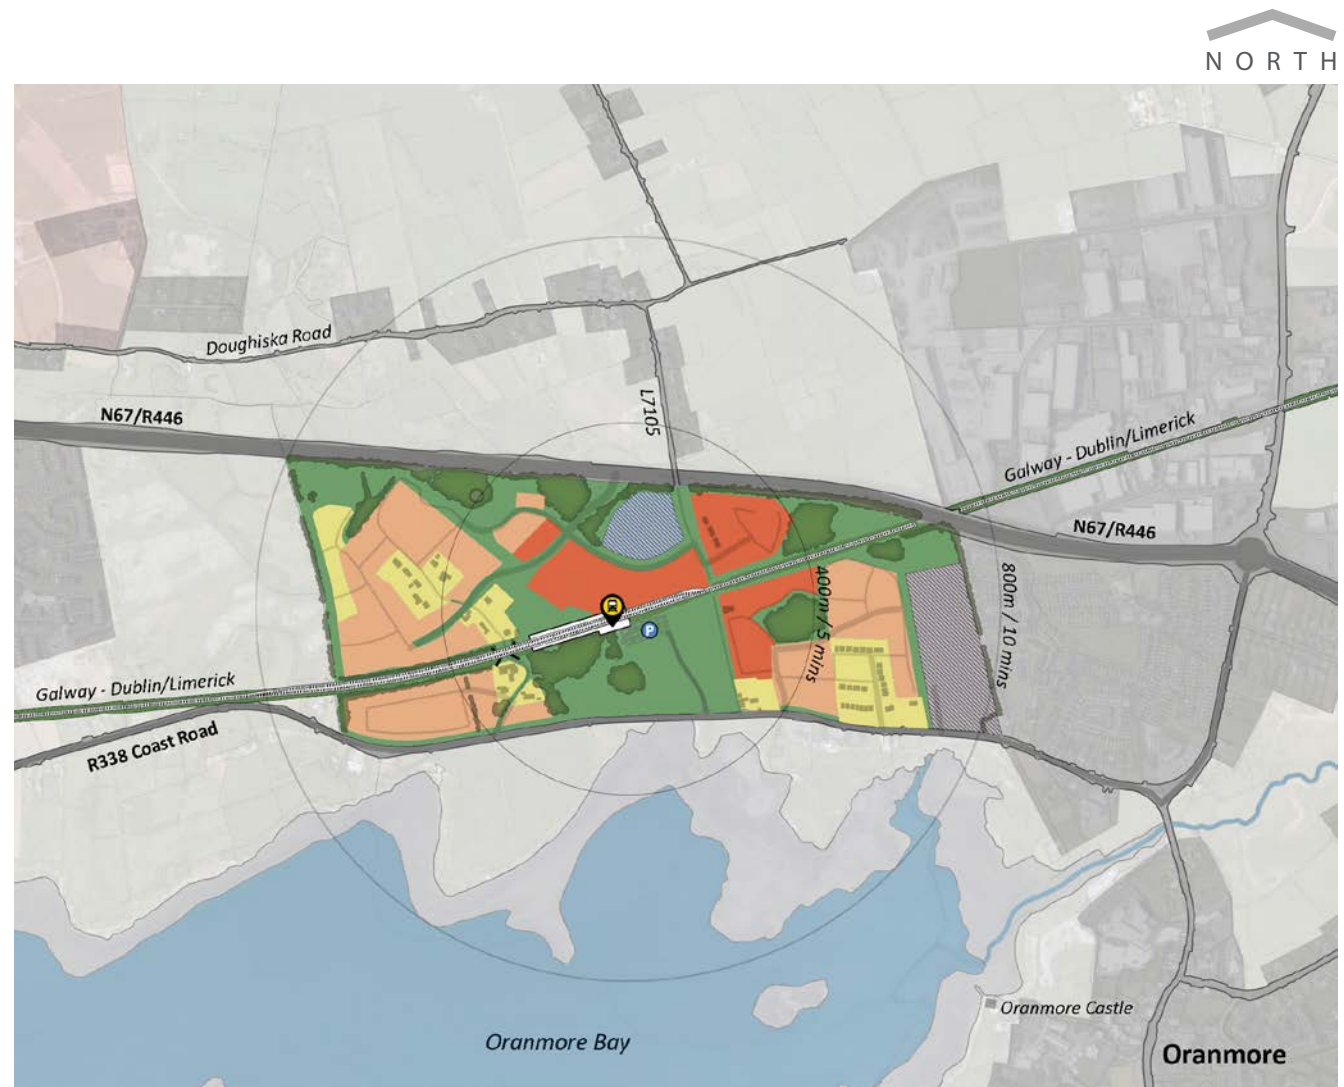 NORTH
Doughiska Road
N67/R446
L7105
Galway - Dublin/Limerick
N67/R446
400m / 5 mins
800m / 10 mins
P
Galway - Dublin/Limerick
R338 Coast Road
Oranmore Castle
Oranmore Bay
Oranmore